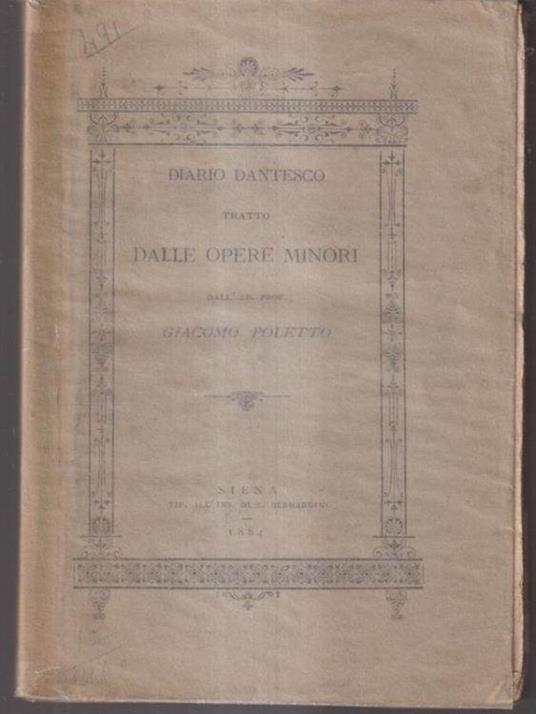 491
DIARIO DANTESCO
TRATTO
DALLE OPERE MINORI
DALL' AB. PROF.
GIACOMO POLETTO
SIENA
TIP. ALL' INS. DI S. BERNARDINO
1884